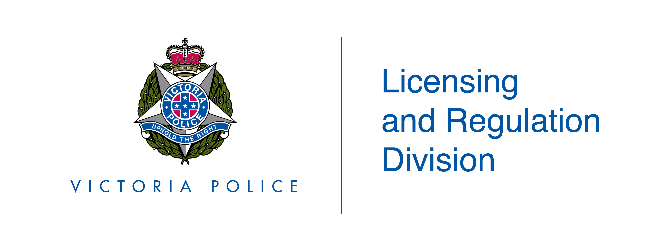 VICTORIA
POLICE
UPHOLD THE RIGHT
VICTORIA POLICE
Licensing
and Regulation
Division